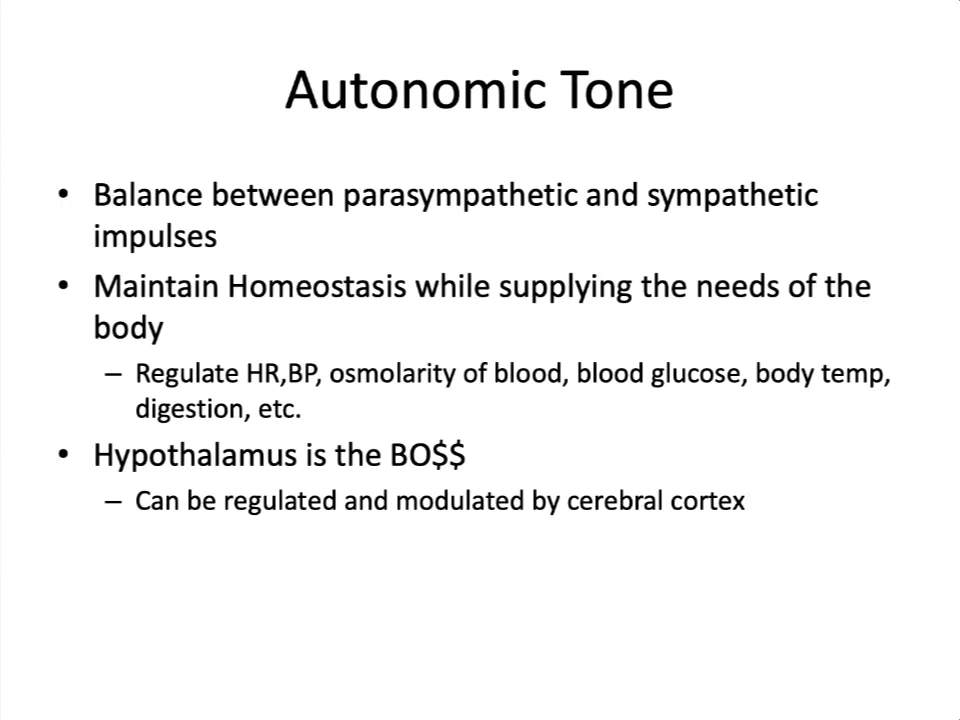 Autonomic Tone
• Balance between parasympathetic and sympathetic
impulses
• Maintain Homeostasis while supplying the needs of the
body
– Regulate HR,BP, osmolarity of blood, blood glucose, body temp,
digestion, etc.
• Hypothalamus is the BO$$
– Can be regulated and modulated by cerebral cortex